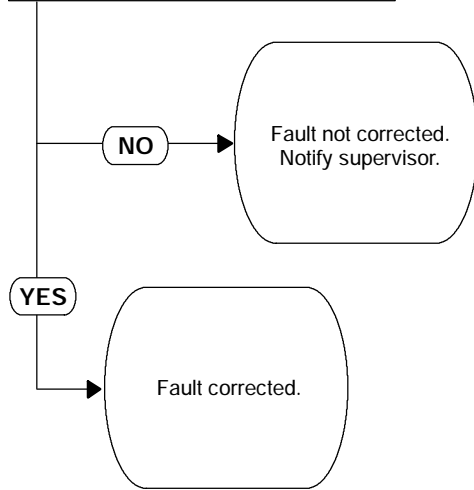 NO
Fault not corrected.
Notify supervisor.
YES
Fault corrected.